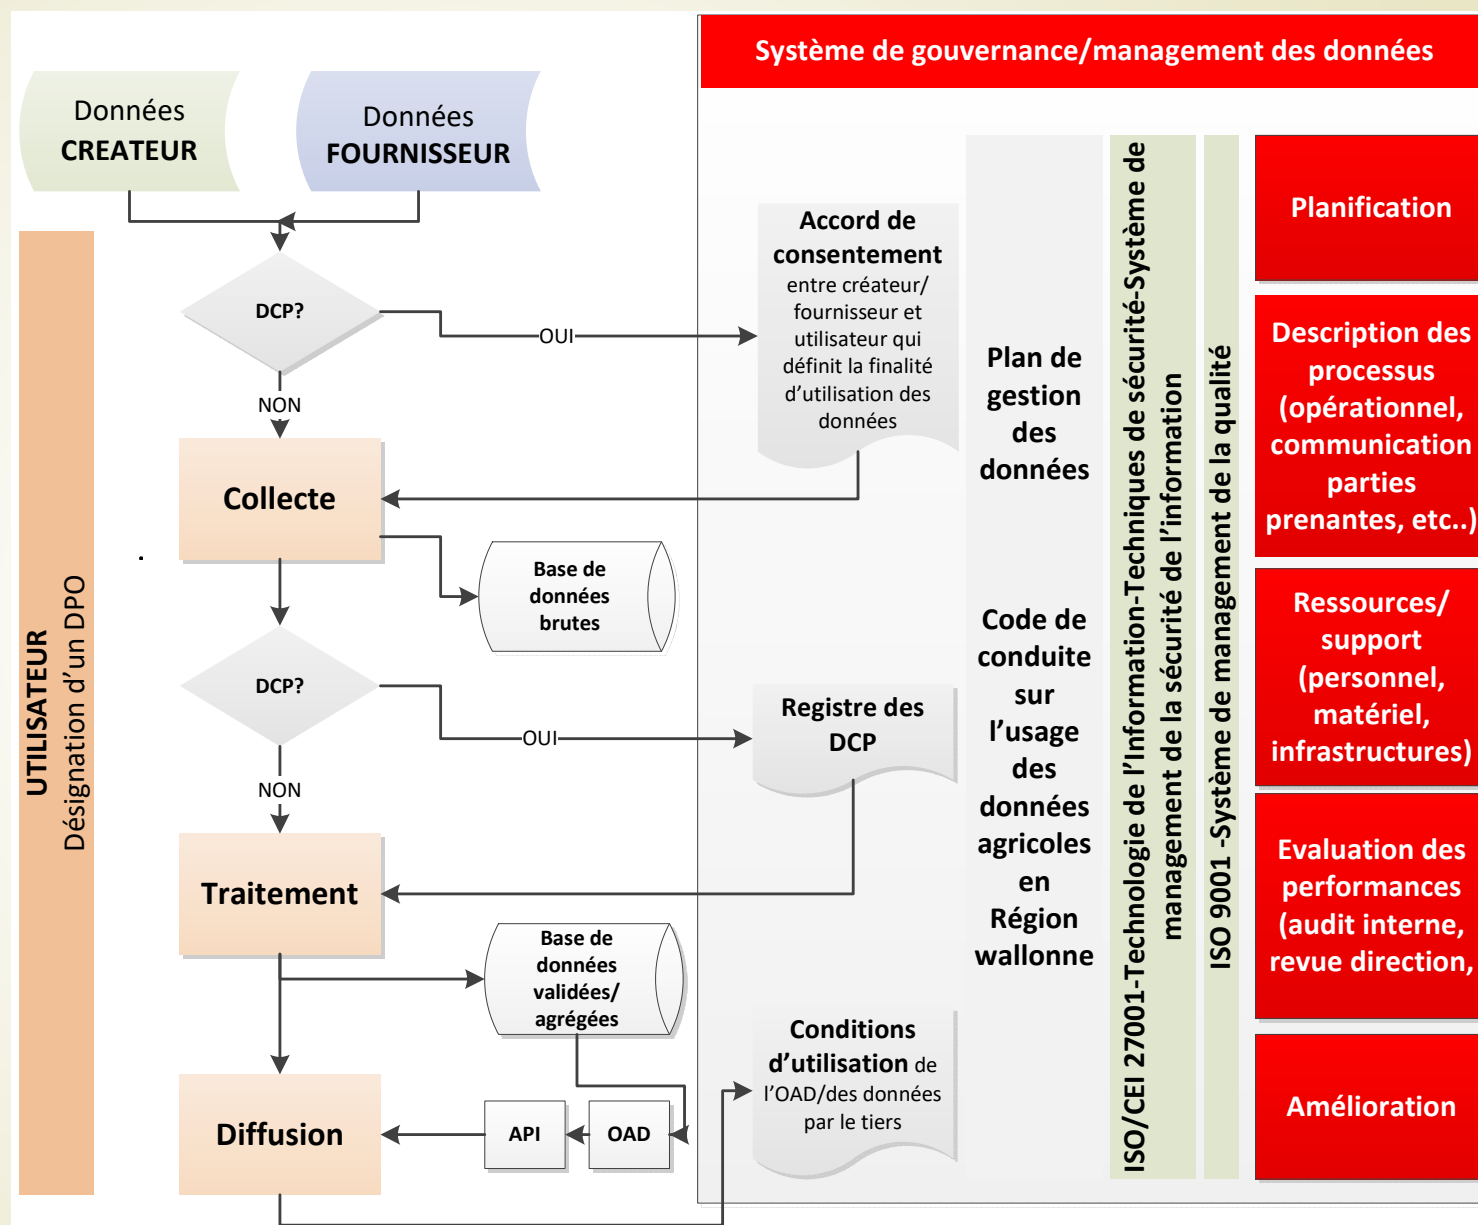 Système de gouvernance/management des données
Données
CREATEUR
Données
FOURNISSEUR
UTILISATEUR
Désignation d'un DPO
DCP?
OUI
NON
Accord de
consentement
entre créateur/
fournisseur et
utilisateur qui
définit la finalité
d'utilisation des
données
Collecte
Base de
données
brutes
DCP?
OUI
NON
Registre des
DCP
Traitement
Base de
données
validées/
agrégées
Diffusion
API
OAD
Conditions
d'utilisation de
l'OAD/des données
par le tiers
Plan de
gestion
des
données
Code de
conduite
sur
l'usage
des
données
agricoles
en
Région
wallonne
ISO/CEI 27001-Technologie de l'Information-Techniques de sécurité-Système de
management de la sécurité de l'information
ISO 9001 -Système de management de la qualité
Planification
Description des
processus
(opérationnel,
communication
parties
prenantes, etc..)
Ressources/
support
(personnel,
matériel,
infrastructures)
Evaluation des
performances
(audit interne,
revue direction,
Amélioration